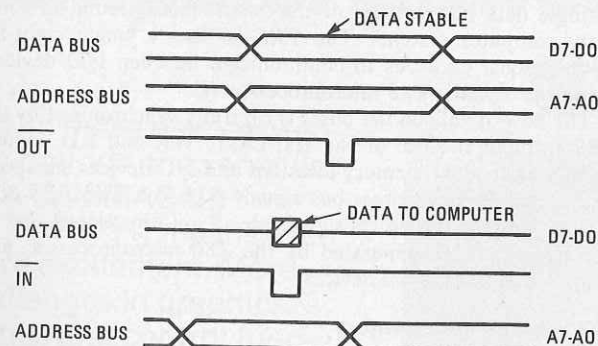 DATA STABLE
DATA BUS D7-D0
ADDRESS BUS A7-A0
OUT
DATA TO COMPUTER
DATA BUS D7-D0
IN
ADDRESS BUS A7-A0